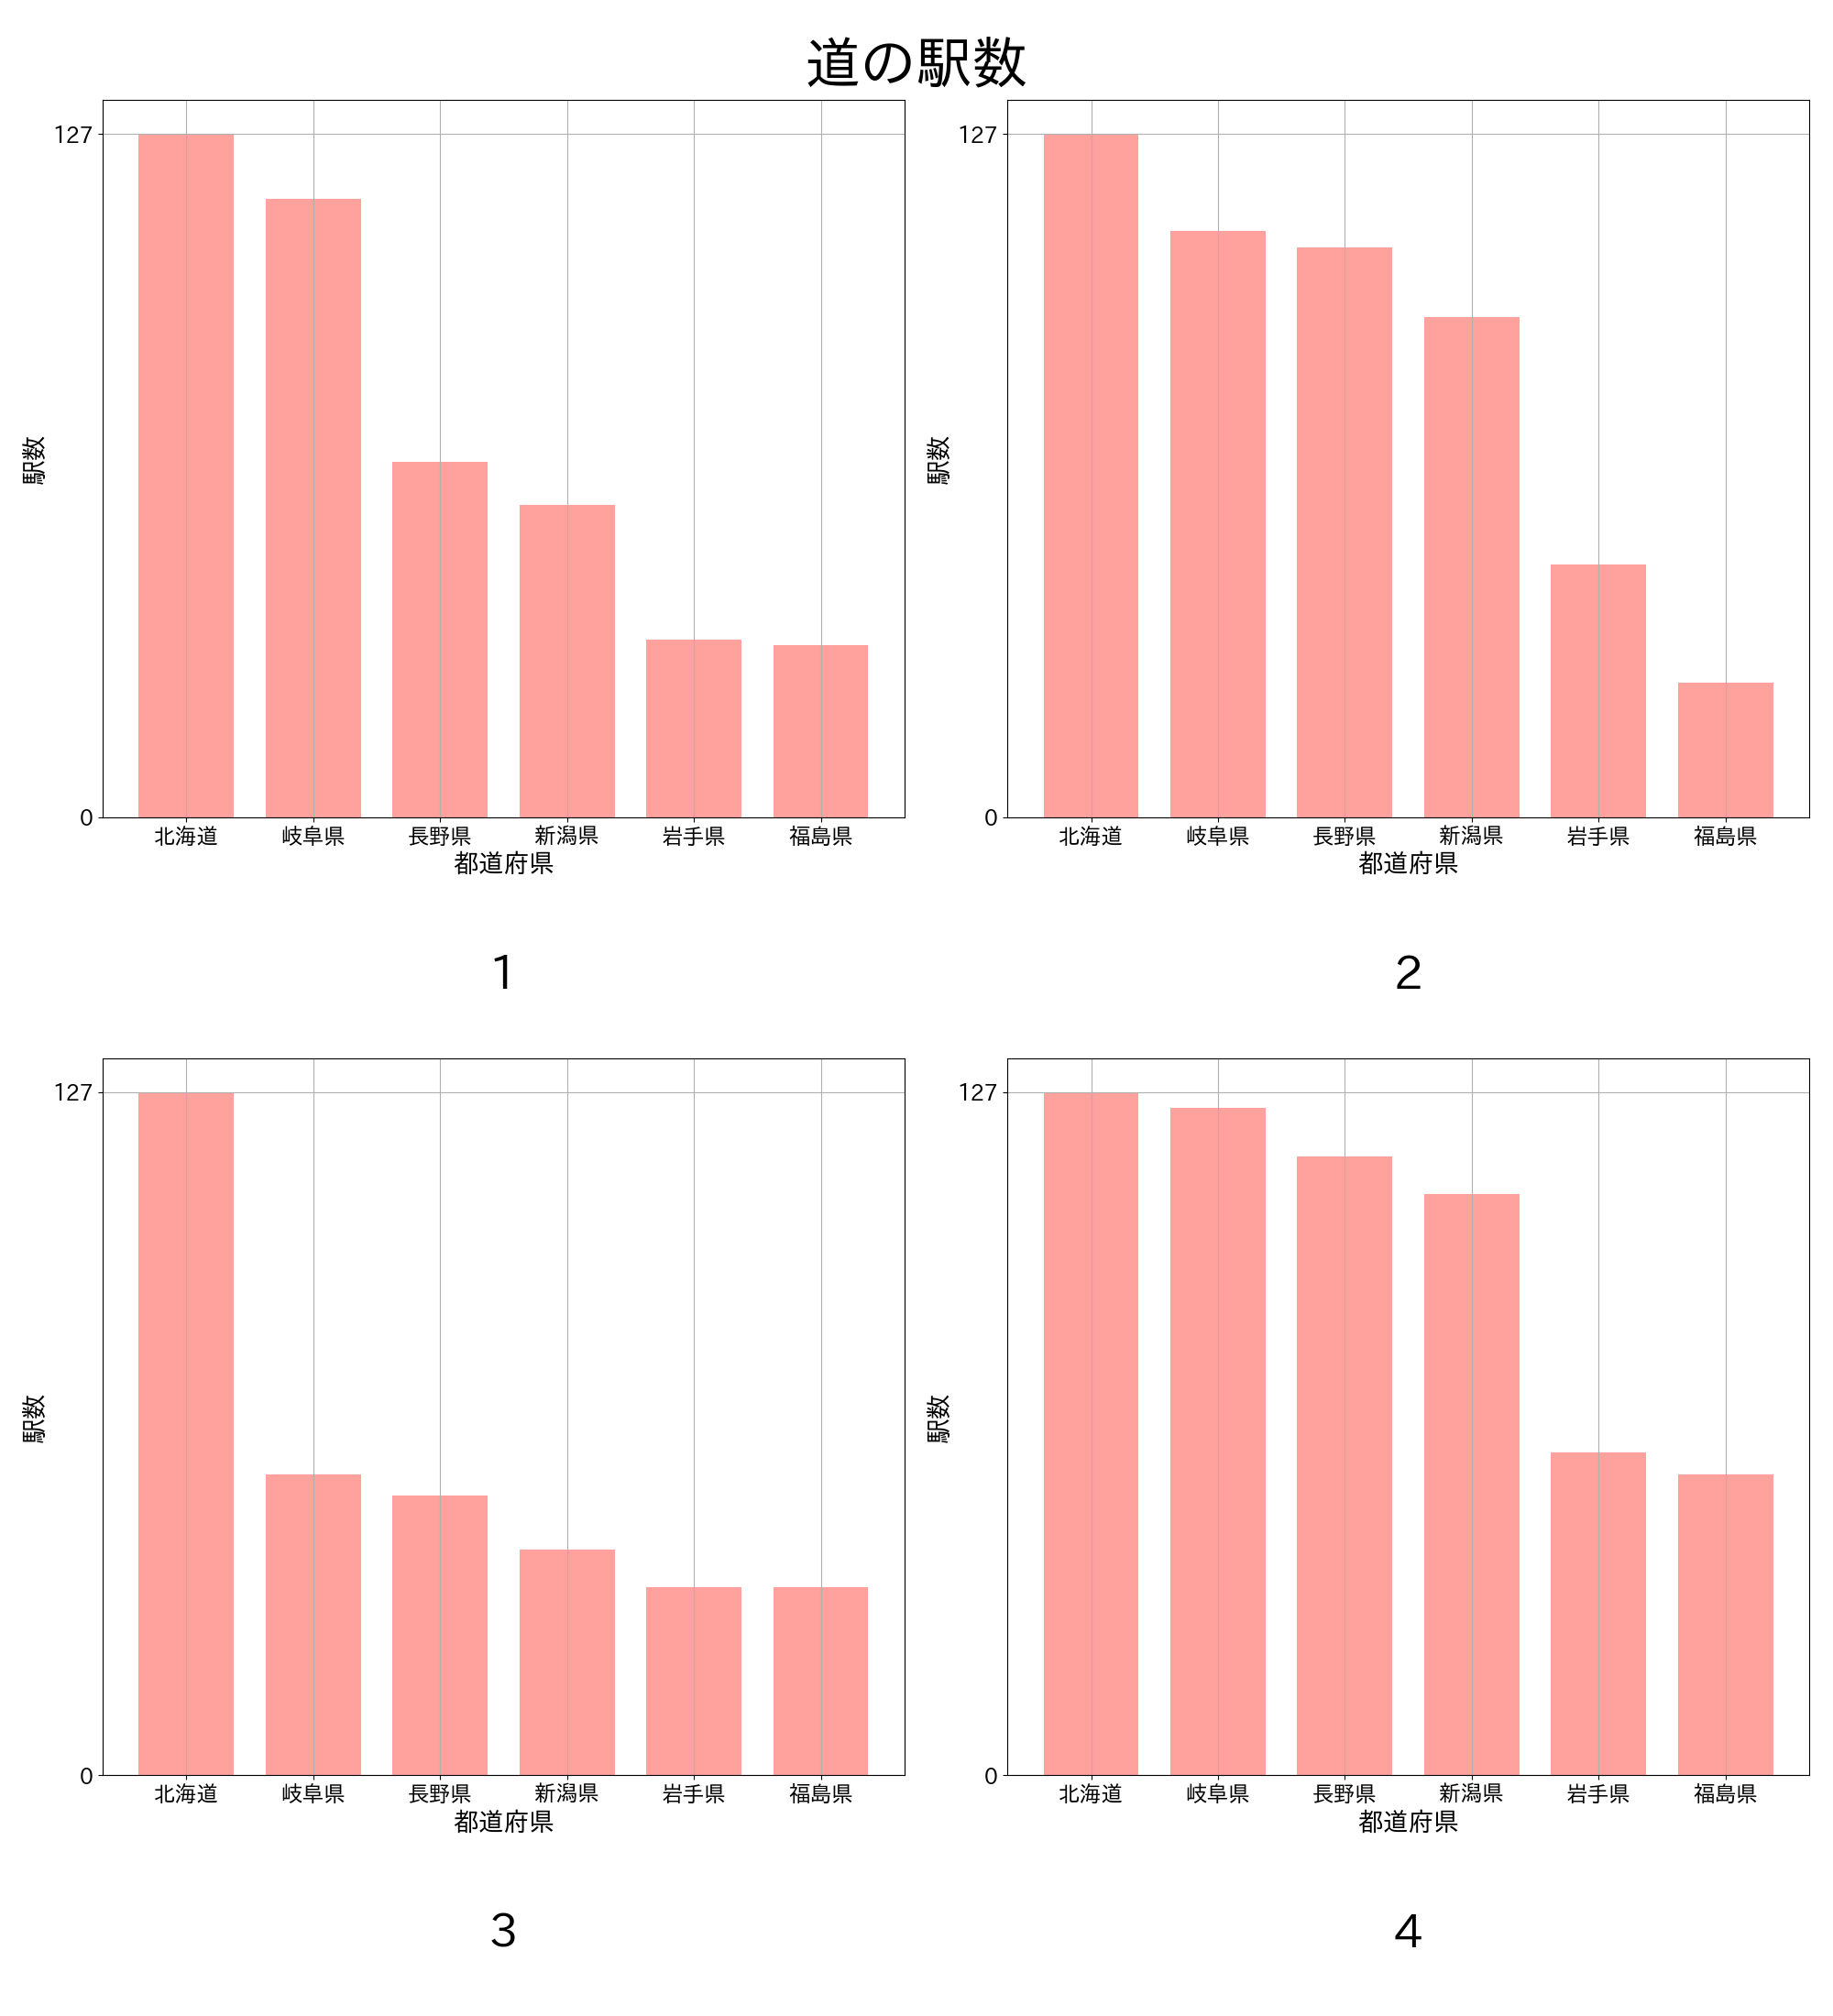 道の駅数
127
0
駅数
北海道 岐阜県 長野県 新潟県 岩手県 福島県
都道府県
1
127
0
駅数
北海道 岐阜県 長野県 新潟県 岩手県 福島県
都道府県
2
127
0
駅数
北海道 岐阜県 長野県 新潟県 岩手県 福島県
都道府県
3
127
0
駅数
北海道 岐阜県 長野県 新潟県 岩手県 福島県
都道府県
4